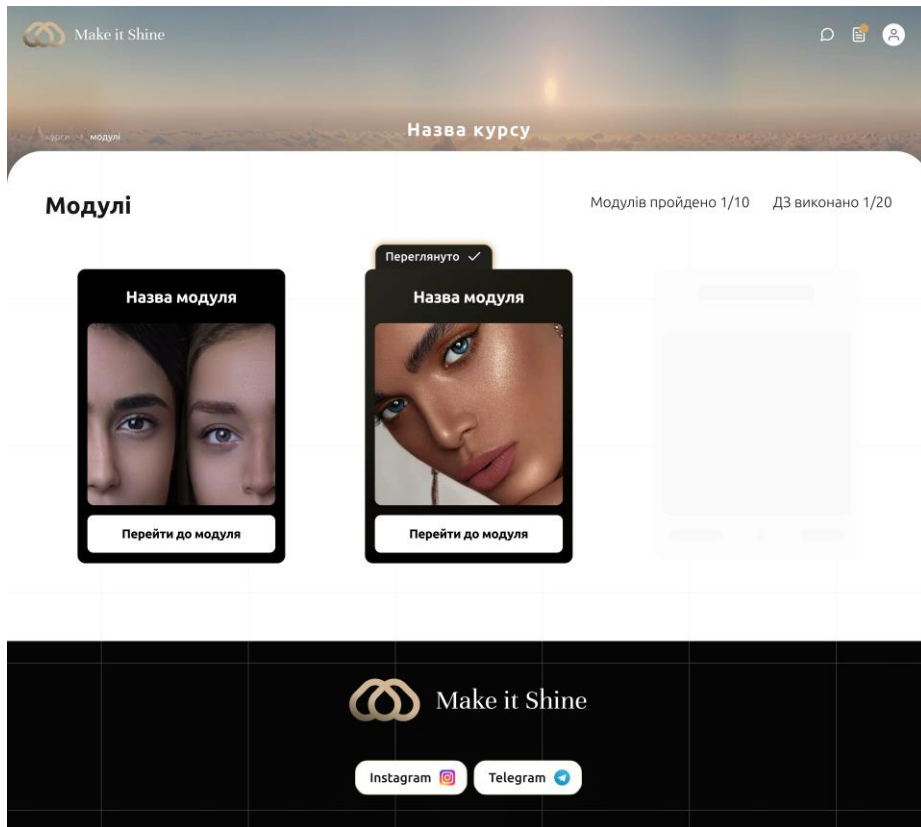 Make it Shine
курси
модулі
Назва курсу
Модулі
Модулів пройдено 1/10
ДЗ виконано 1/20
Переглянуто
Назва модуля
Назва модуля
Перейти до модуля
Перейти до модуля
Make it Shine
Instagram
Telegram